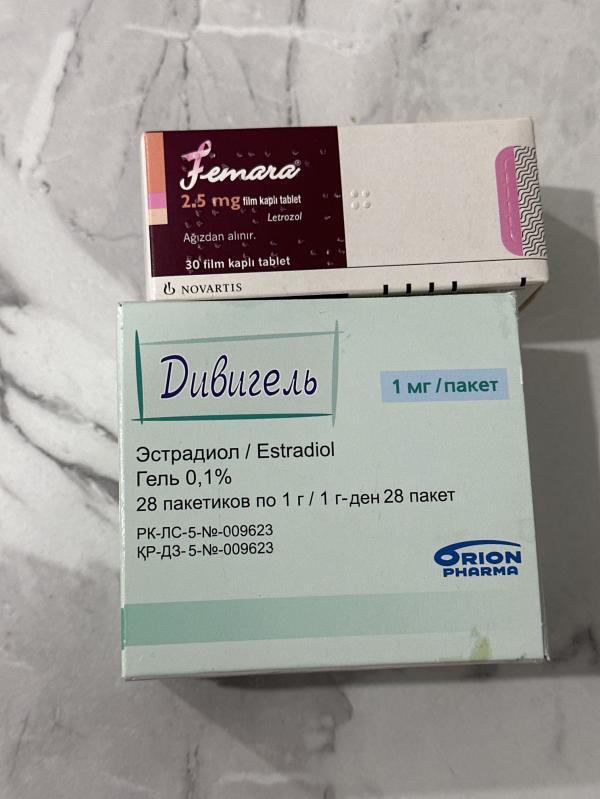 Femara®
2.5 mg film kaplı tablet
Letrozol
Ağızdan alınır.
30 film kaplı tablet
NOVARTIS
Дивигель
1 мг/пакет
Эстрадиол / Estradiol
Гель 0,1%
28 пакетиков по 1 г / 1 г-ден 28 пакет
РК-ЛС-5-№-009623
ҚР-ДЗ-5-№-009623
ORION
PHARMA